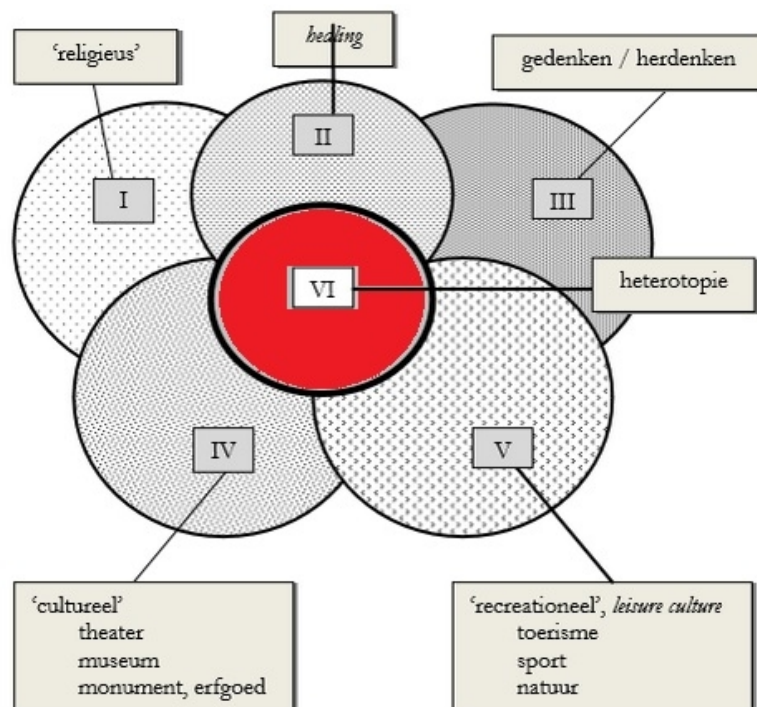 'religieus'
healing
gedenken / herdenken
II
I
III
VI
heterotopie
IV
V
'cultureel'
theater
museum
monument, erfgoed
'recreationeel', leisure culture
toerisme
sport
natuur